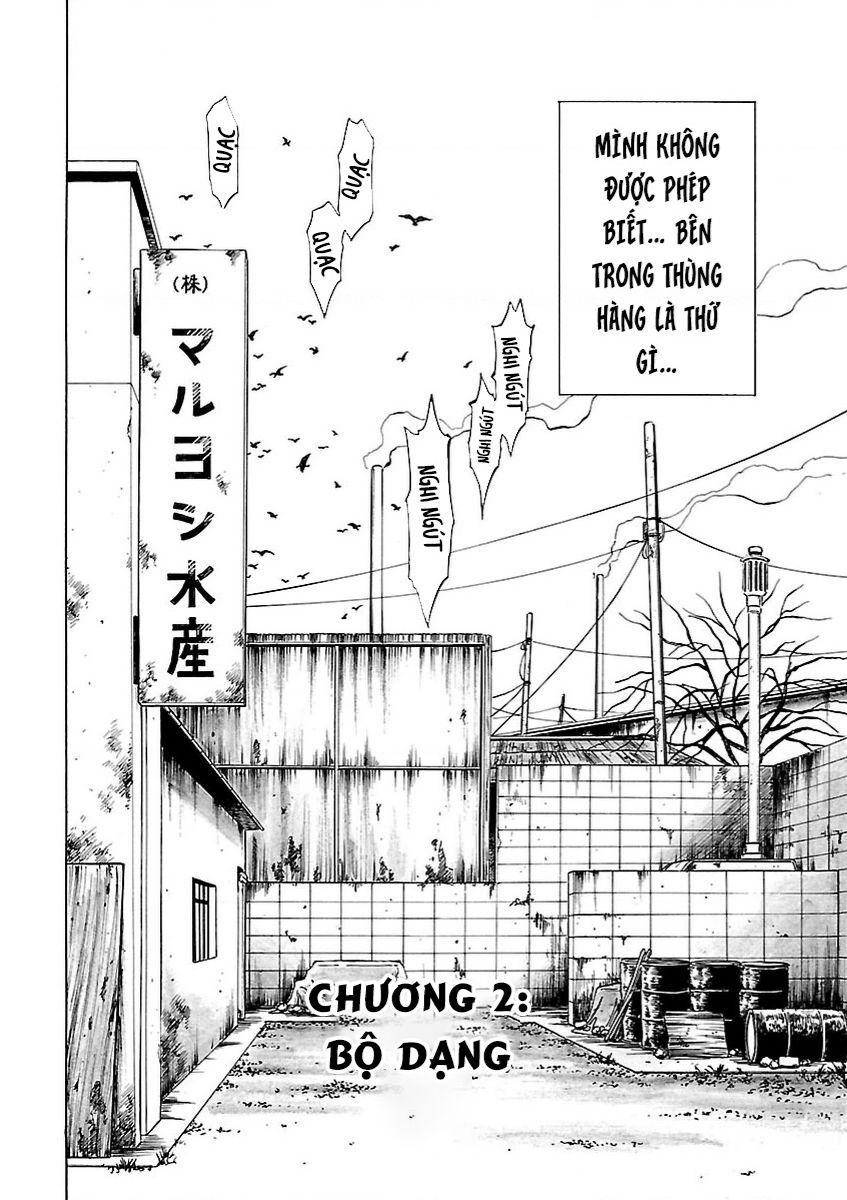 MÌNH KHÔNG
ĐƯỢC PHÉP
BIẾT... BÊN
TRONG THÙNG
HÀNG LÀ THỨ
GÌ...
QUẠC
QUẠC
QUẠC
NGHI NGÚT
NGHI NGÚT
NGHI NGÚT
(株)マルヨシ水産
CHƯƠNG 2:
BỘ DẠNG